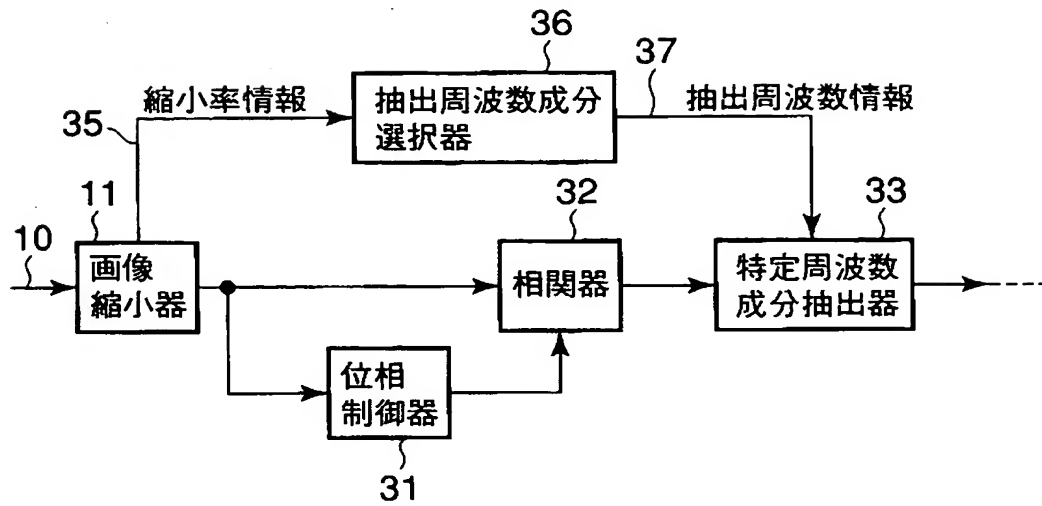 36
37
縮小率情報
抽出周波数成分
選択器
抽出周波数情報
35
11
32
33
10
画像
縮小器
相関器
特定周波数
成分抽出器
位相
制御器
31